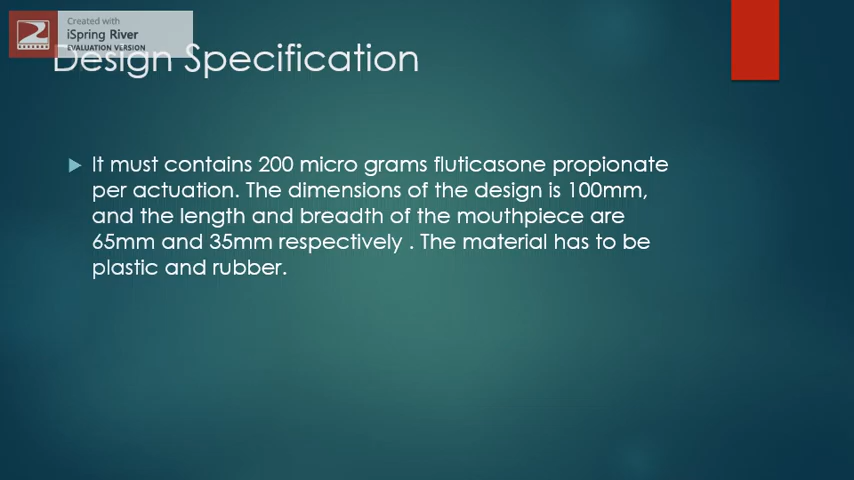 Created with
iSpring River
EVALUATION VERSION
Design Specification
It must contains 200 micro grams fluticasone propionate
per actuation. The dimensions of the design is 100mm,
and the length and breadth of the mouthpiece are
65mm and 35mm respectively . The material has to be
plastic and rubber.